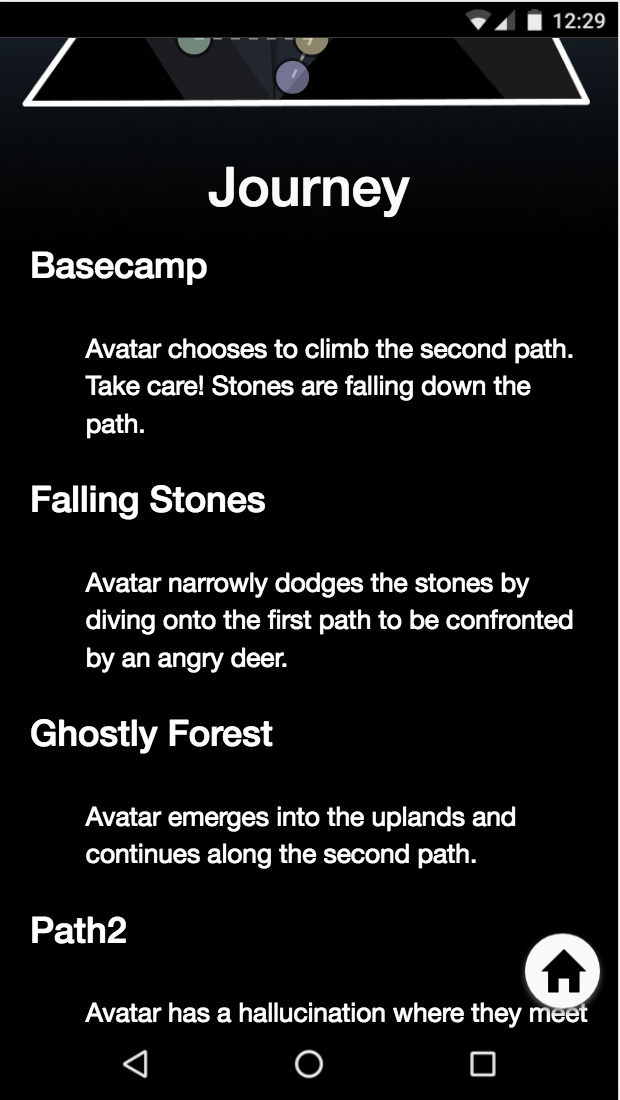 12:29
Journey
Basecamp
Avatar chooses to climb the second path.
Take care! Stones are falling down the
path.
Falling Stones
Avatar narrowly dodges the stones by
diving onto the first path to be confronted
by an angry deer.
Ghostly Forest
Avatar emerges into the uplands and
continues along the second path.
Path2
Avatar has a hallucination where they meet